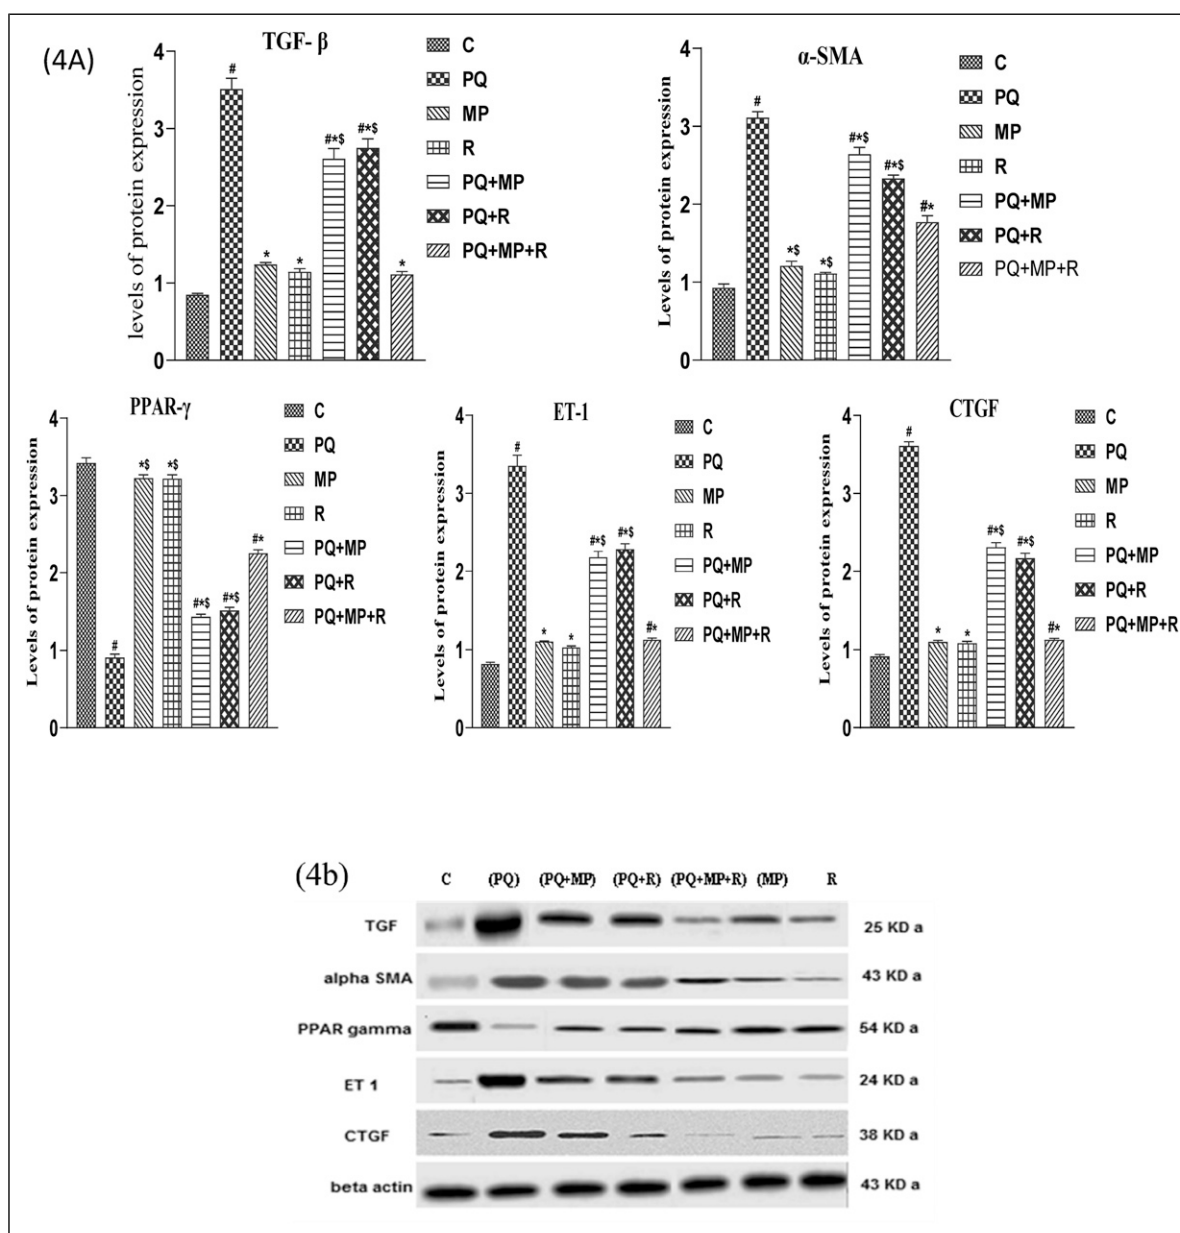 (4A)
TGF- β
levels of protein expression
4
3
2
1
0
#
*
*
#*$
#*$
*
C
PQ
MP
R
PQ+MP
PQ+R
PQ+MP+R
α-SMA
Levels of protein expression
4
3
2
1
0
#
*$
*$
#*$
#*$
#*
C
PQ
MP
R
PQ+MP
PQ+R
PQ+MP+R
PPAR-γ
Levels of protein expression
4
3
2
1
0
#
*$
*$
#*$
#*$
#*
C
PQ
MP
R
PQ+MP
PQ+R
PQ+MP+R
ET-1
Levels of protein expression
4
3
2
1
0
#
*
*
#*$
#*$
#*
C
PQ
MP
R
PQ+MP
PQ+R
PQ+MP+R
CTGF
Levels of protein expression
4
3
2
1
0
#
*
*
#*$
#*$
#*
C
PQ
MP
R
PQ+MP
PQ+R
PQ+MP+R
(4b)
C (PQ) (PQ+MP) (PQ+R) (PQ+MP+R) (MP) R
TGF 25 KD a
alpha SMA 43 KD a
PPAR gamma 54 KD a
ET 1 24 KD a
CTGF 38 KD a
beta actin 43 KD a